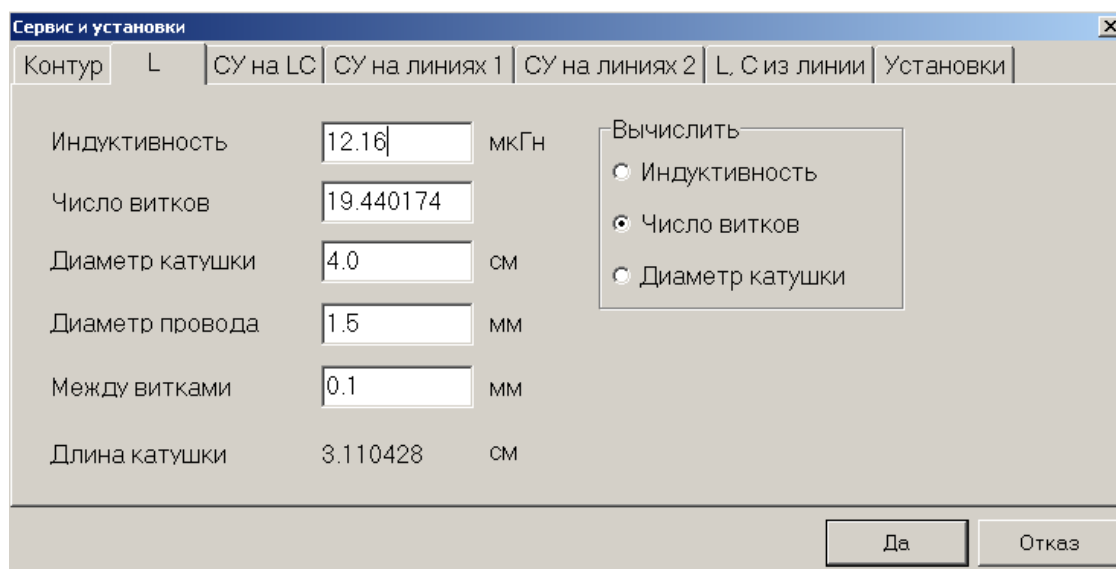 Сервис и установки
Контур L СУ на LC СУ на линиях 1 СУ на линиях 2 L, C из линии Установки
Индуктивность 12.16 мкГн
Число витков 19.440174
Диаметр катушки 4.0 см
Диаметр провода 1.5 мм
Между витками 0.1 мм
Длина катушки 3.110428 см
Вычислить
Индуктивность
Число витков
Диаметр катушки
Да Отказ